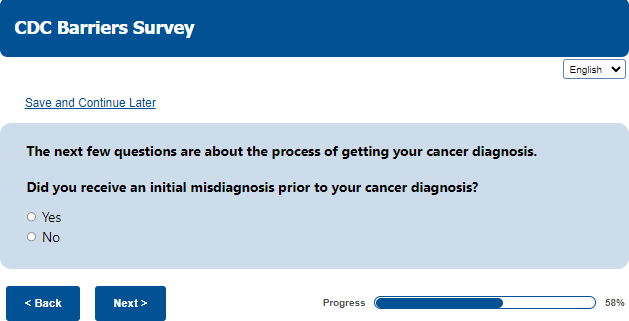 CDC Barriers Survey
English
Save and Continue Later
The next few questions are about the process of getting your cancer diagnosis.
Did you receive an initial misdiagnosis prior to your cancer diagnosis?
Yes
No
< Back
Next >
Progress
58%